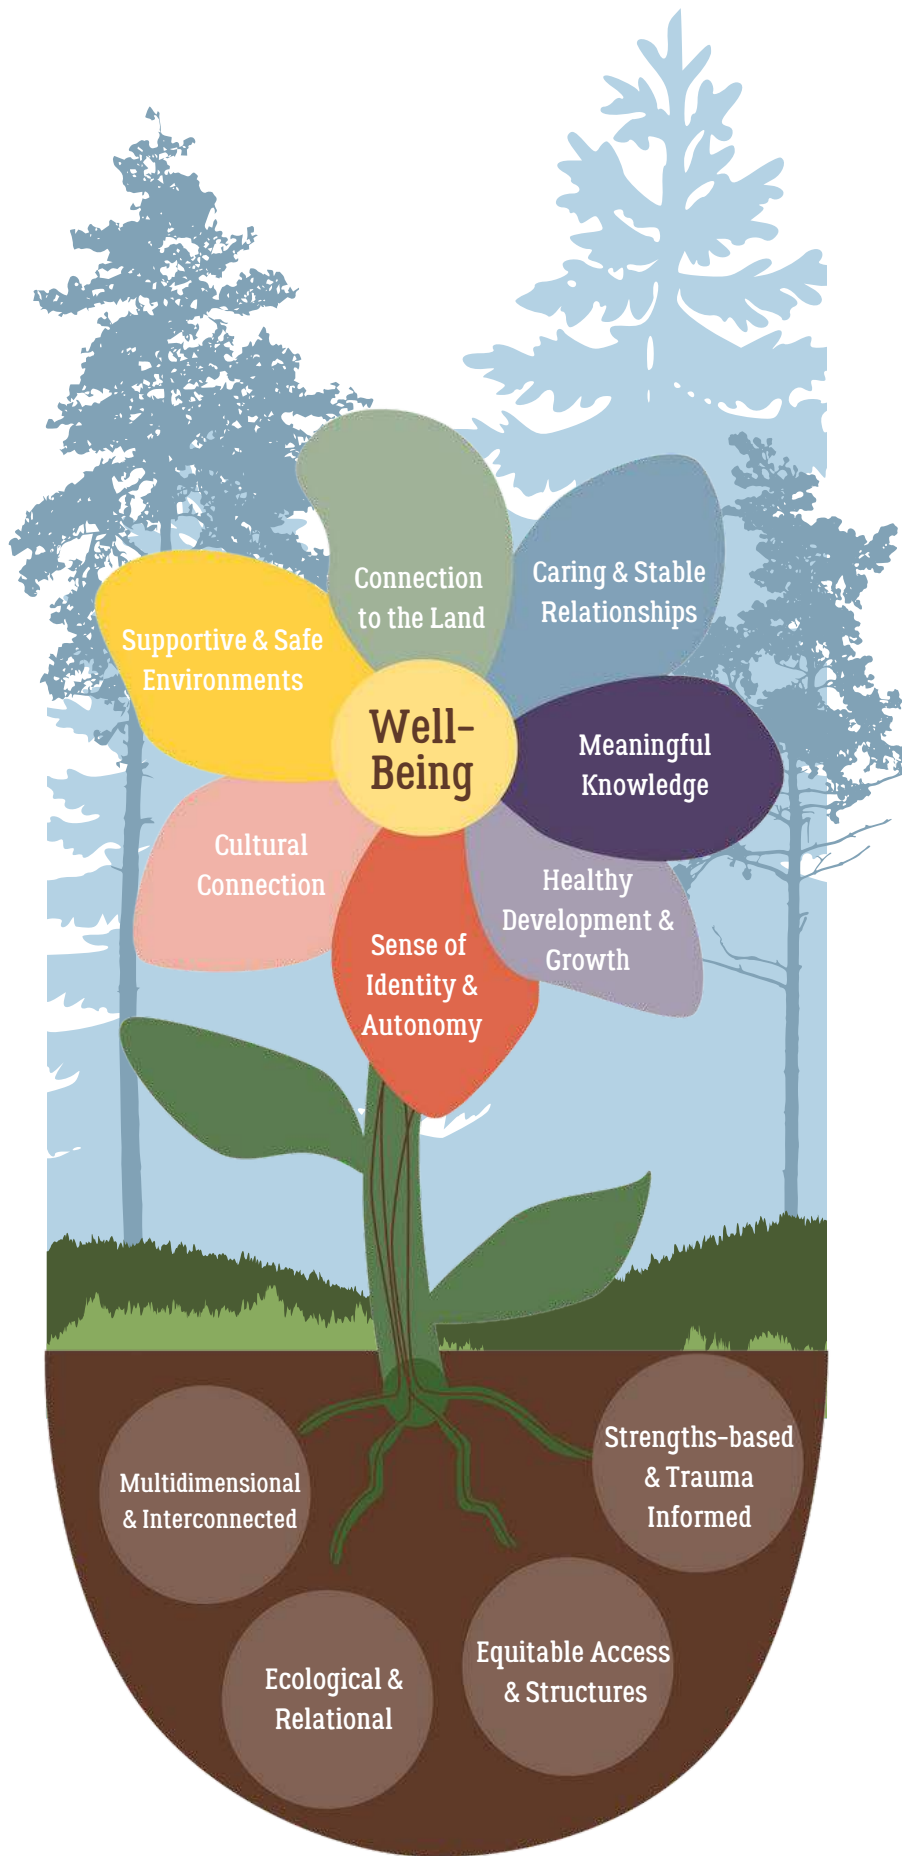 Connection
to the Land
Caring & Stable
Relationships
Supportive & Safe
Environments
Well-
Being
Meaningful
Knowledge
Cultural
Connection
Healthy
Development &
Growth
Sense of
Identity &
Autonomy
Strengths-based
& Trauma
Informed
Multidimensional
& Interconnected
Equitable Access
& Structures
Ecological &
Relational